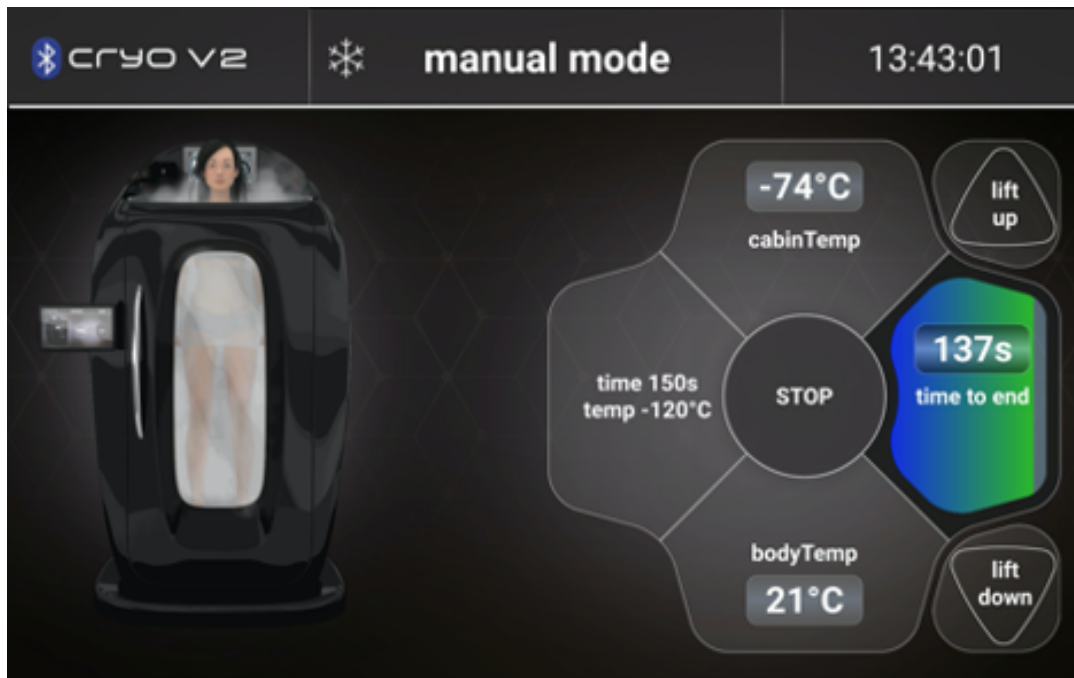 CRYO V2
manual mode
13:43:01
-74°C
cabinTemp
lift
up
time 150s
temp -120°C
STOP
137s
time to end
bodyTemp
21°C
lift
down